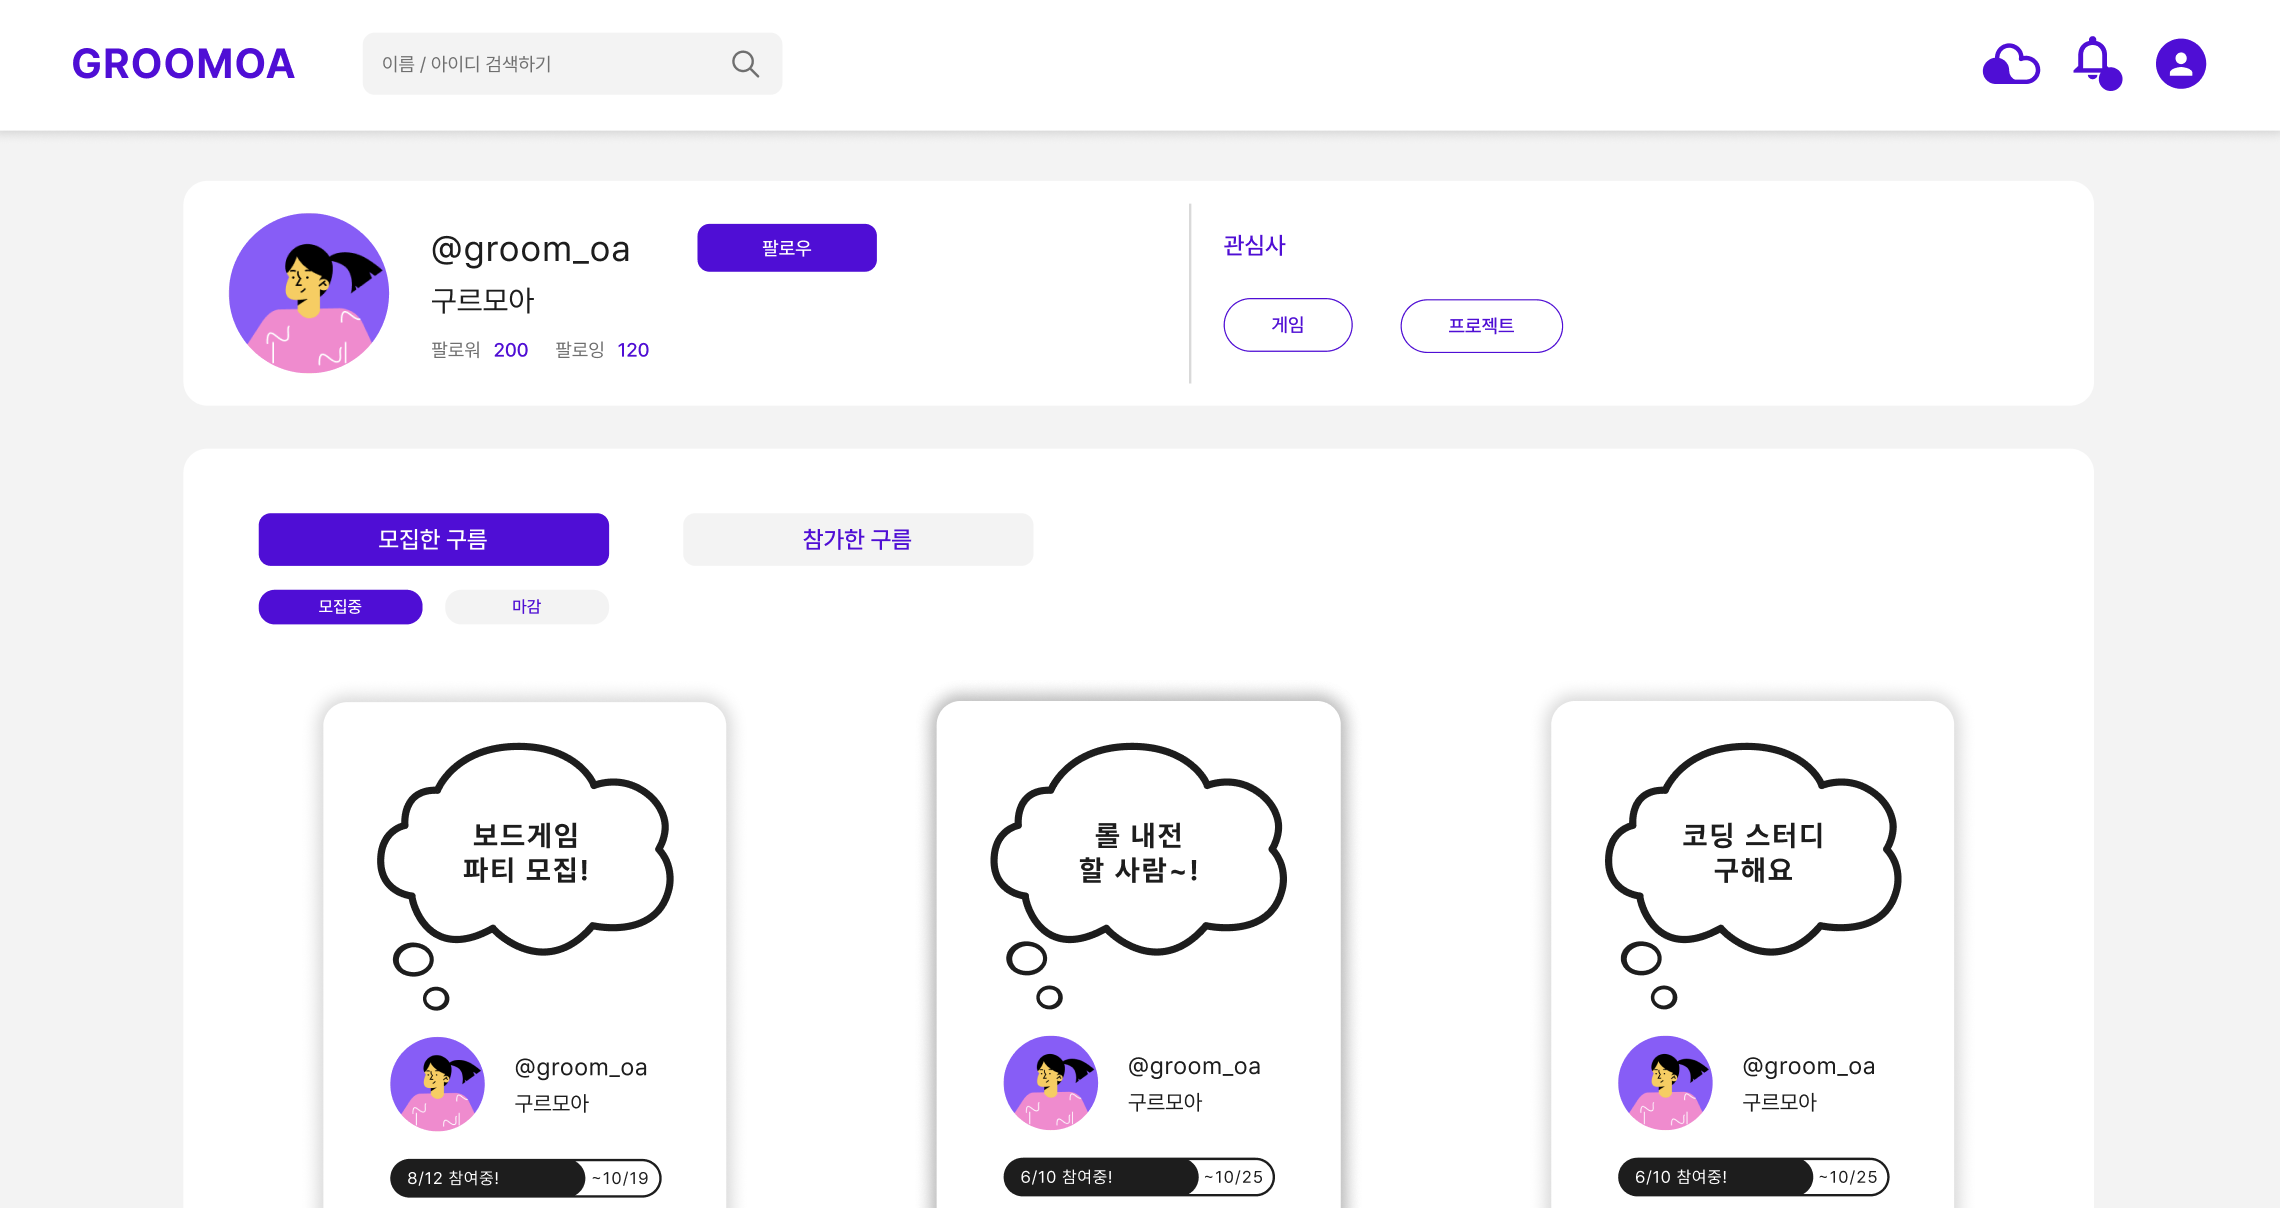 GROOMOA
이름 / 아이디 검색하기
@groom_oa
팔로우
구르모아
팔로워 200 팔로잉 120
관심사
게임
프로젝트
모집한 구름
참가한 구름
모집중
마감
보드게임
파티 모집!
@groom_oa
구르모아
8/12 참여중!
~10/19
롤 내전
할 사람~!
@groom_oa
구르모아
6/10 참여중!
~10/25
코딩 스터디
구해요
@groom_oa
구르모아
6/10 참여중!
~10/25